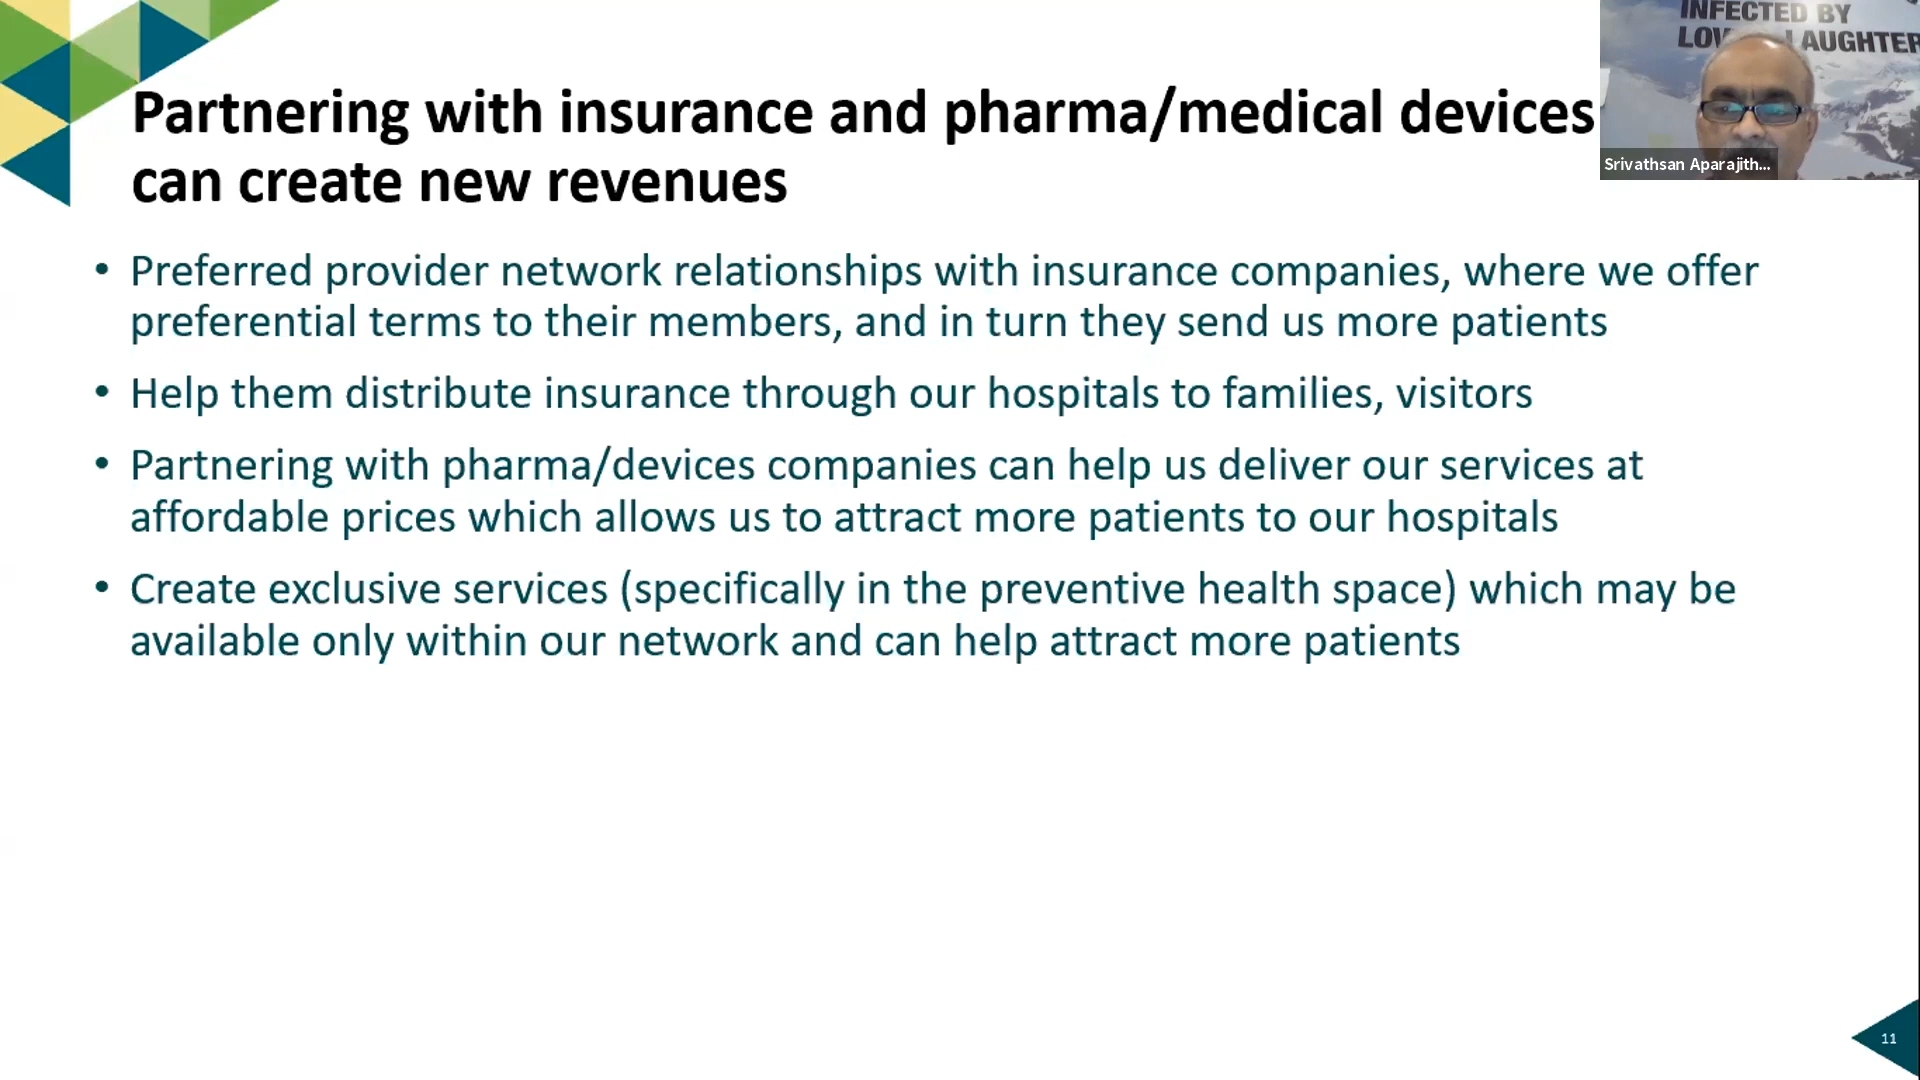 INFECTED BY
LAUGHTER
Srivathsan Aparajith...
Partnering with insurance and pharma/medical devices
can create new revenues
• Preferred provider network relationships with insurance companies, where we offer
preferential terms to their members, and in turn they send us more patients
• Help them distribute insurance through our hospitals to families, visitors
• Partnering with pharma/devices companies can help us deliver our services at
affordable prices which allows us to attract more patients to our hospitals
• Create exclusive services (specifically in the preventive health space) which may be
available only within our network and can help attract more patients
11